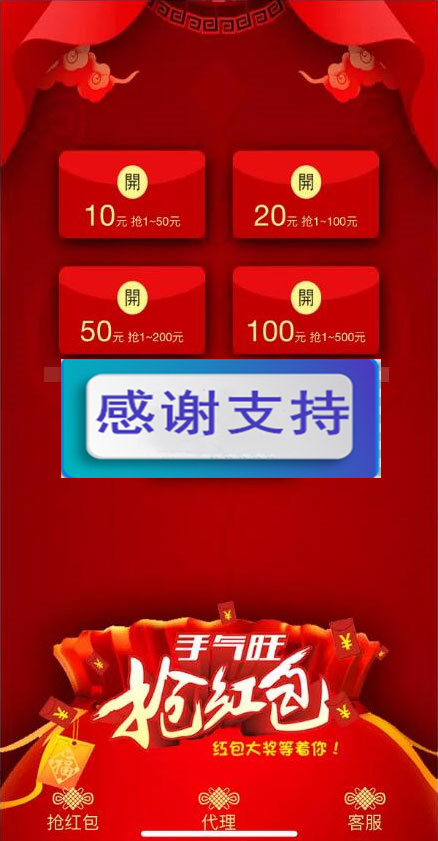 開 開
10元 抢1~50元 20元 抢1~100元
開 開
50元 抢1~200元 100元 抢1~500元
感谢支持
手气旺
抢红包
红包大奖等着你！
福
抢红包 代理 客服